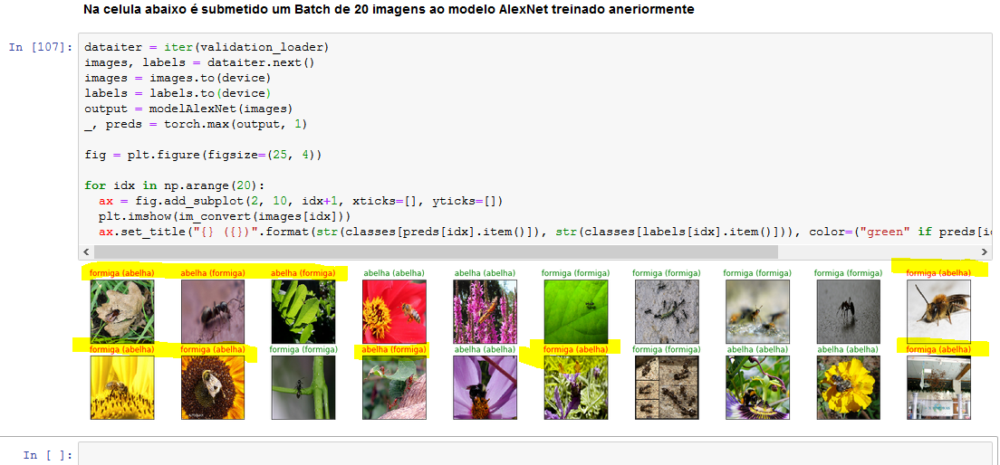 Na celula abaixo é submetido um Batch de 20 imagens ao modelo AlexNet treinado aneriormente
In [107]:
dataiter = iter(validation_loader)
images, labels = dataiter.next()
images = images.to(device)
labels = labels.to(device)
output = modelAlexNet(images)
_, preds = torch.max(output, 1)
fig = plt.figure(figsize=(25, 4))
for idx in np.arange(20):
ax = fig.add_subplot(2, 10, idx+1, xticks=[], yticks=[])
plt.imshow(im_convert(images[idx]))
ax.set_title("{} ({})".format(str(classes[preds[idx].item()]), str(classes[labels[idx].item()])), color=("green" if preds[i
formiga (abelha) abelha (formiga) abelha (formiga) abelha (abelha) abelha (abelha) formiga (formiga) formiga (formiga) formiga (formiga) formiga (formiga) formiga (abelha)
formiga (abelha) formiga (abelha) formiga (formiga) abelha (formiga) abelha (abelha) formiga (abelha) formiga (formiga) abelha (abelha) abelha (abelha) formiga (abelha)
In [ ]: